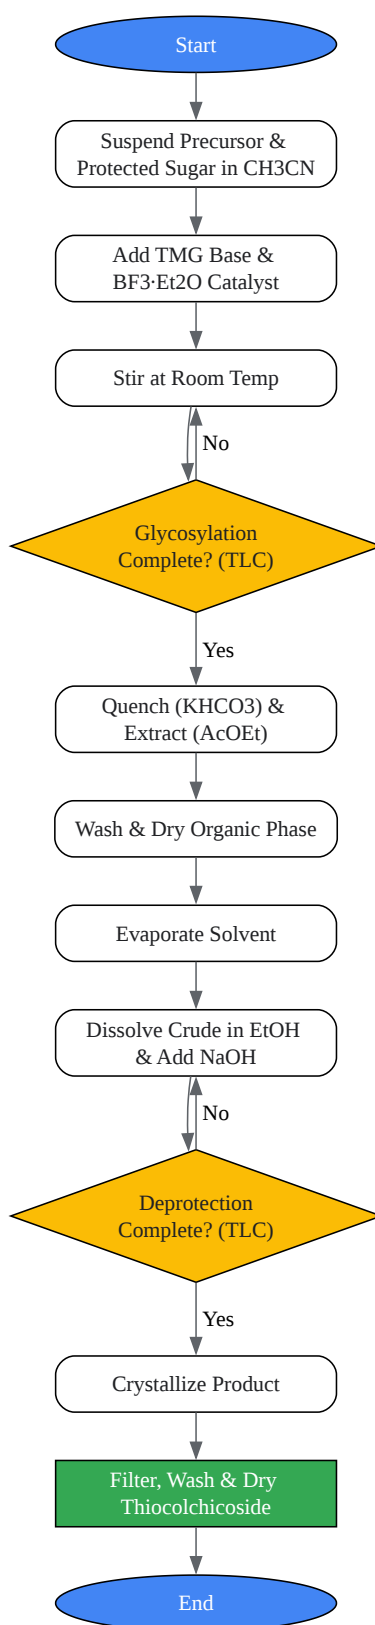 Start
Suspend Precursor &
Protected Sugar in CH3CN
Add TMG Base &
BF3·Et2O Catalyst
Stir at Room Temp
No
Glycosylation
Complete? (TLC)
Yes
Quench (KHCO3) &
Extract (AcOEt)
Wash & Dry Organic Phase
Evaporate Solvent
Dissolve Crude in EtOH
& Add NaOH
No
Deprotection
Complete? (TLC)
Yes
Crystallize Product
Filter, Wash & Dry
Thiocolchicoside
End